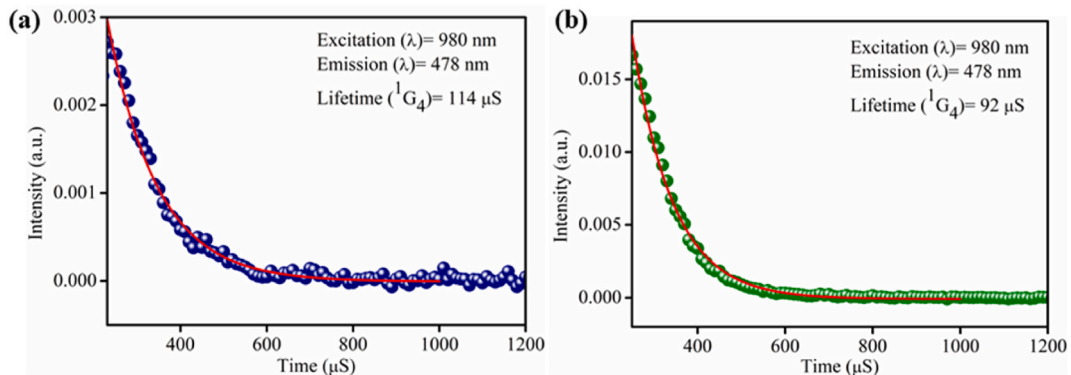 (a)
Excitation (λ)= 980 nm
Emission (λ)= 478 nm
Lifetime (¹G₄)= 114 μS
Intensity (a.u.)
0.003
0.002
0.001
0.000
400
600
800
1000
1200
Time (μS)
(b)
Excitation (λ)= 980 nm
Emission (λ)= 478 nm
Lifetime (¹G₄)= 92 μS
Intensity (a.u.)
0.015
0.010
0.005
0.000
400
600
800
1000
1200
Time (μS)